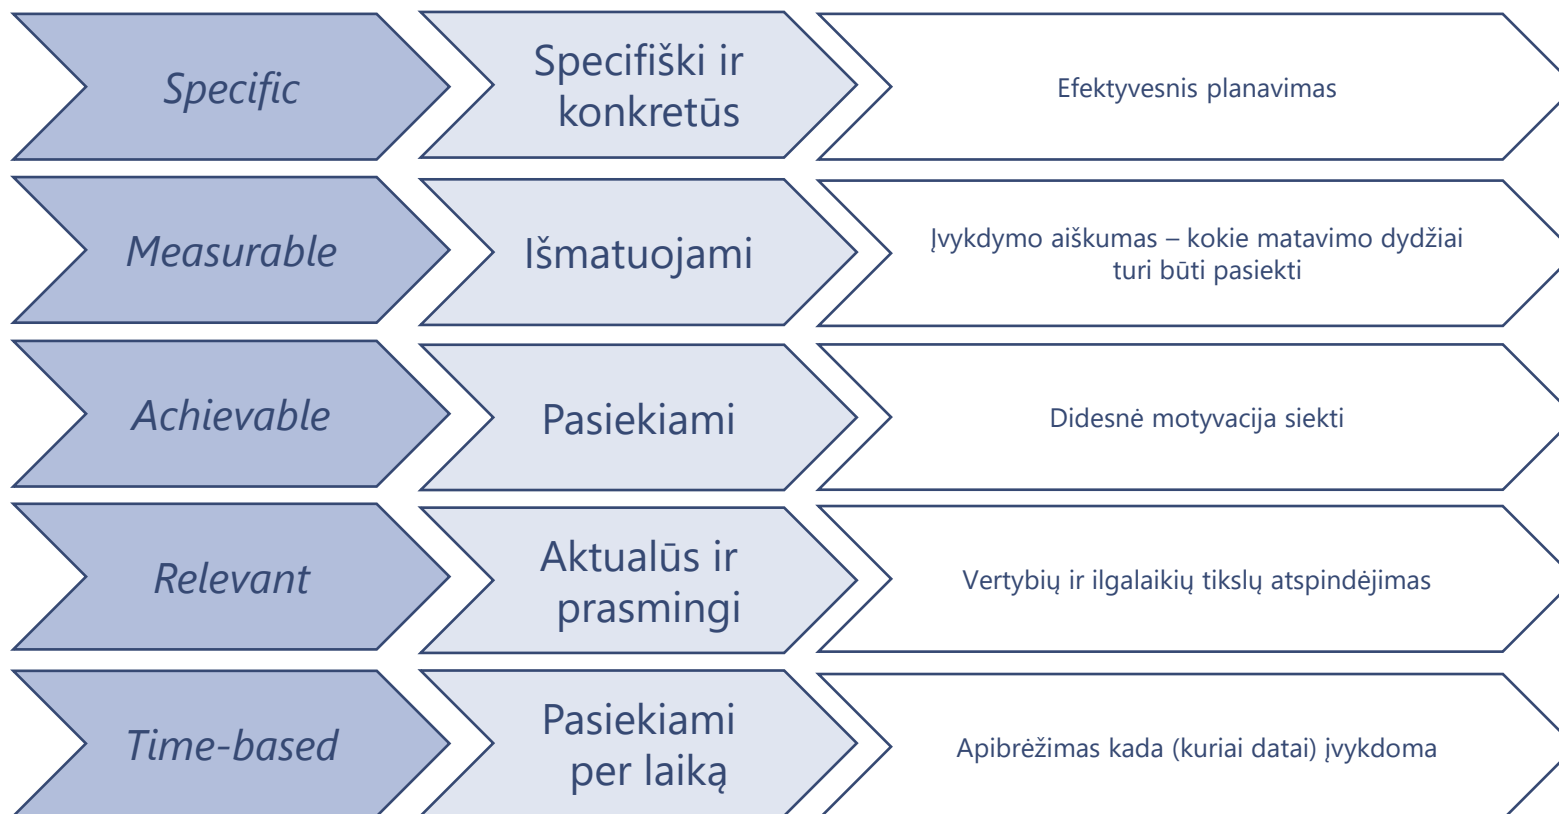 Specific
Specifiški ir
konkretūs
Efektyvesnis planavimas
Measurable
Išmatuojami
Įvykdymo aiškumas – kokie matavimo dydžiai
turi būti pasiekti
Achievable
Pasiekiami
Didesnė motyvacija siekti
Relevant
Aktualūs ir
prasmingi
Vertybių ir ilgalaikių tikslų atspindėjimas
Time-based
Pasiekiami
per laiką
Apibrėžimas kada (kuriai datai) įvykdoma